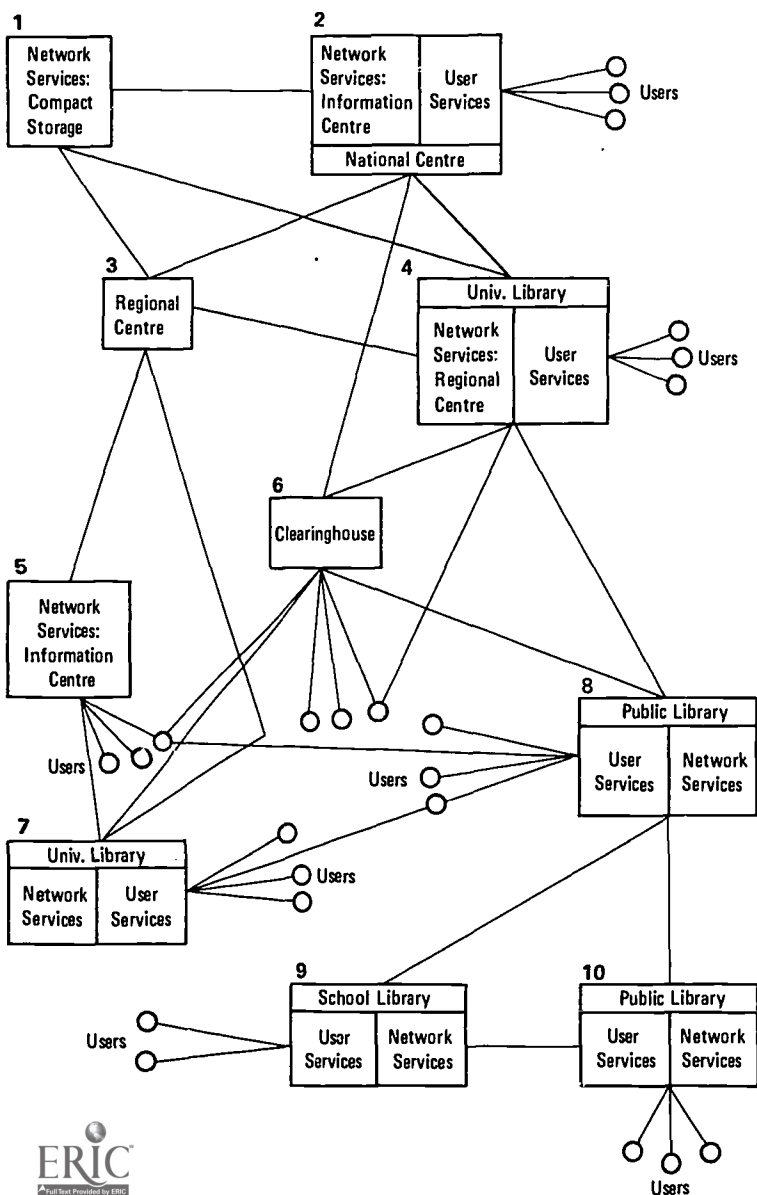 1
Network
Services:
Compact
Storage
2
Network
Services:
Information
Centre
User
Services
National Centre
Users
3
Regional
Centre
4
Univ. Library
Network
Services:
Regional
Centre
User
Services
Users
5
Network
Services:
Information
Centre
Users
6
Clearinghouse
7
Univ. Library
Network
Services
User
Services
Users
8
Public Library
User
Services
Network
Services
Users
9
School Library
User
Services
Network
Services
Users
10
Public Library
User
Services
Network
Services
Users
ERIC
Full Text Provided by ERIC